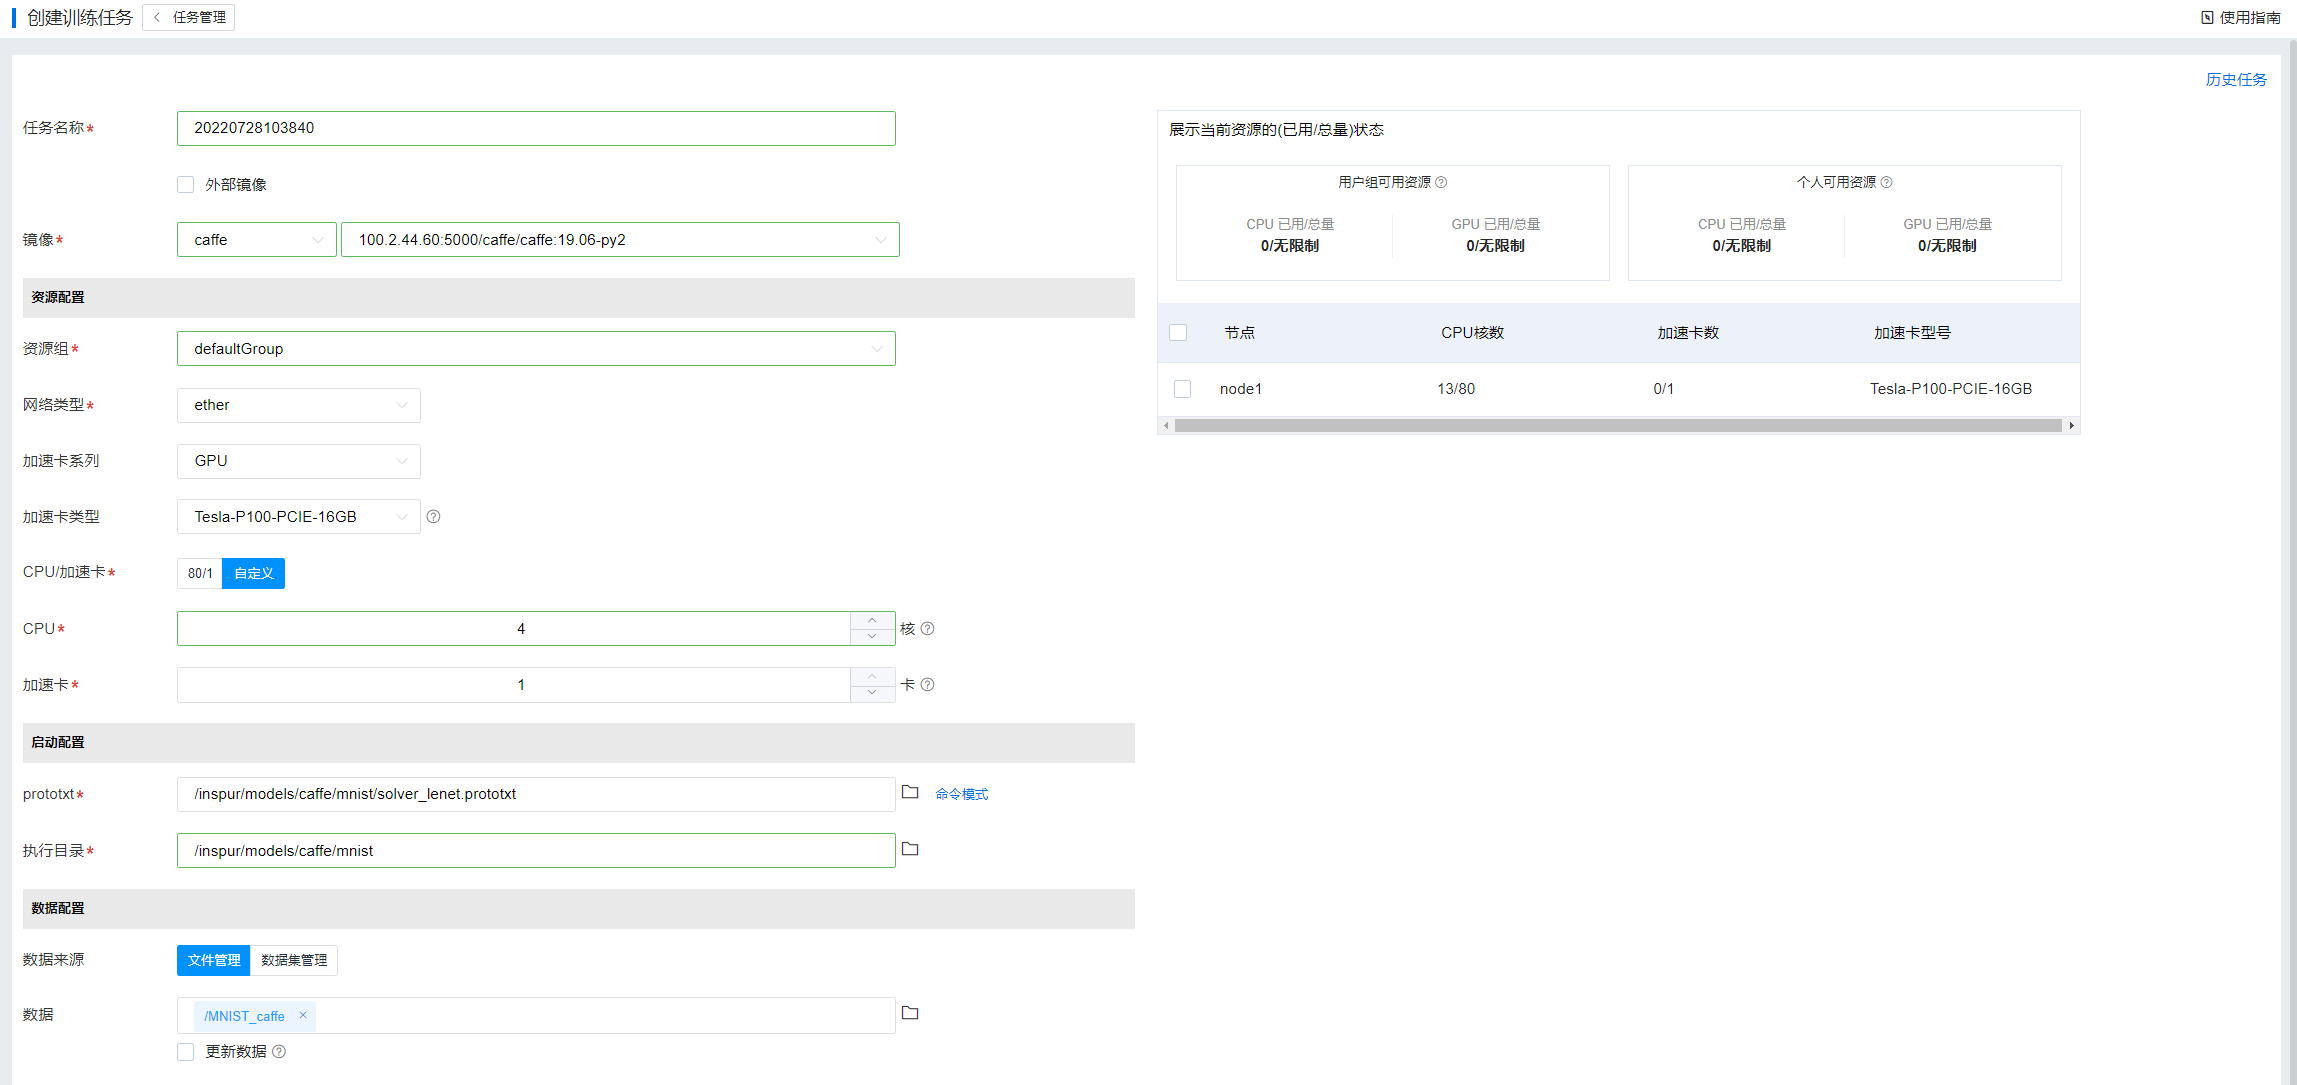 创建训练任务 任务管理 使用指南
历史任务
任务名称* 20220728103840
外部镜像
镜像* caffe 100.2.44.60:5000/caffe/caffe:19.06-py2
资源配置
资源组* defaultGroup
网络类型* ether
加速卡系列 GPU
加速卡类型 Tesla-P100-PCIE-16GB
CPU/加速卡* 80/1 自定义
CPU* 4 核
加速卡* 1 卡
启动配置
prototxt* /inspur/models/caffe/mnist/solver_lenet.prototxt 命令模式
执行目录* /inspur/models/caffe/mnist
数据配置
数据来源 文件管理 数据集管理
数据 /MNIST_caffe ×
更新数据
展示当前资源的(已用/总量)状态
用户组可用资源
CPU 已用/总量 GPU 已用/总量
0/无限制 0/无限制
个人可用资源
CPU 已用/总量 GPU 已用/总量
0/无限制 0/无限制
节点 CPU核数 加速卡数 加速卡型号
node1 13/80 0/1 Tesla-P100-PCIE-16GB